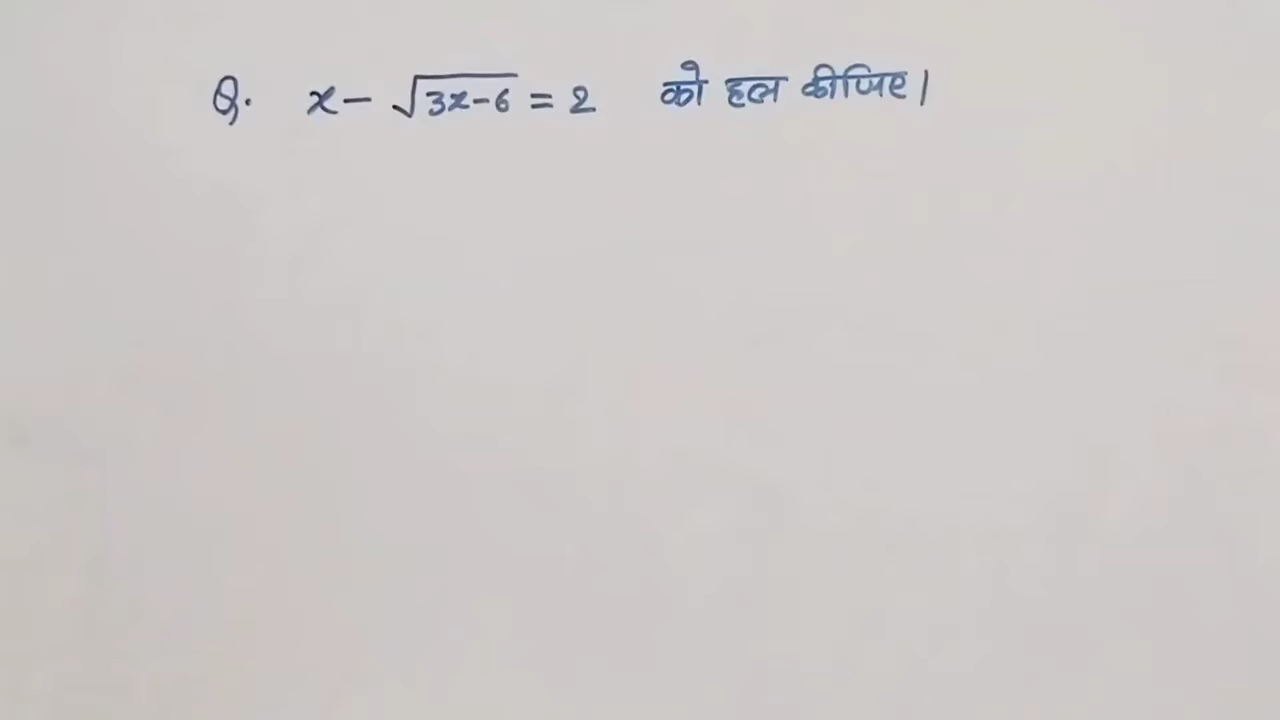 Q. x - √3x-6 = 2 को हल कीजिए।